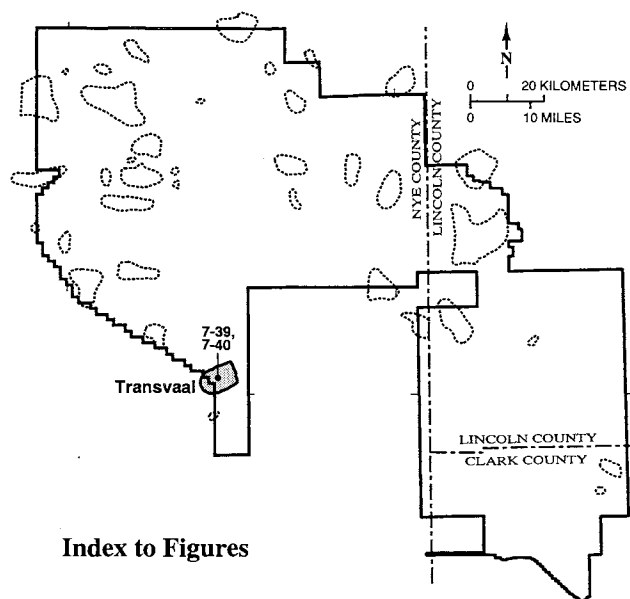 N
0 20 KILOMETERS
0 10 MILES
NYE COUNTY
LINCOLN COUNTY
7-39,
7-40
Transvaal
LINCOLN COUNTY
CLARK COUNTY
Index to Figures